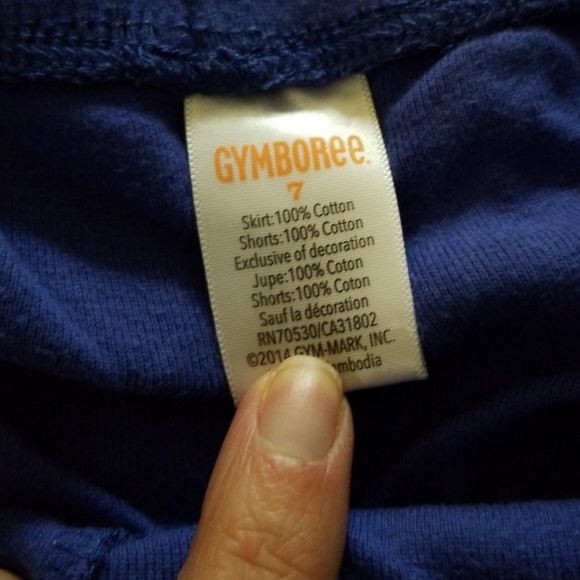 GYMBOREE™
7
Skirt:100% Cotton
Shorts:100% Cotton
Exclusive of decoration
Jupe:100% Coton
Shorts:100% Coton
Sauf la décoration
RN70530/CA31802
©2014 GYM-MARK, INC.